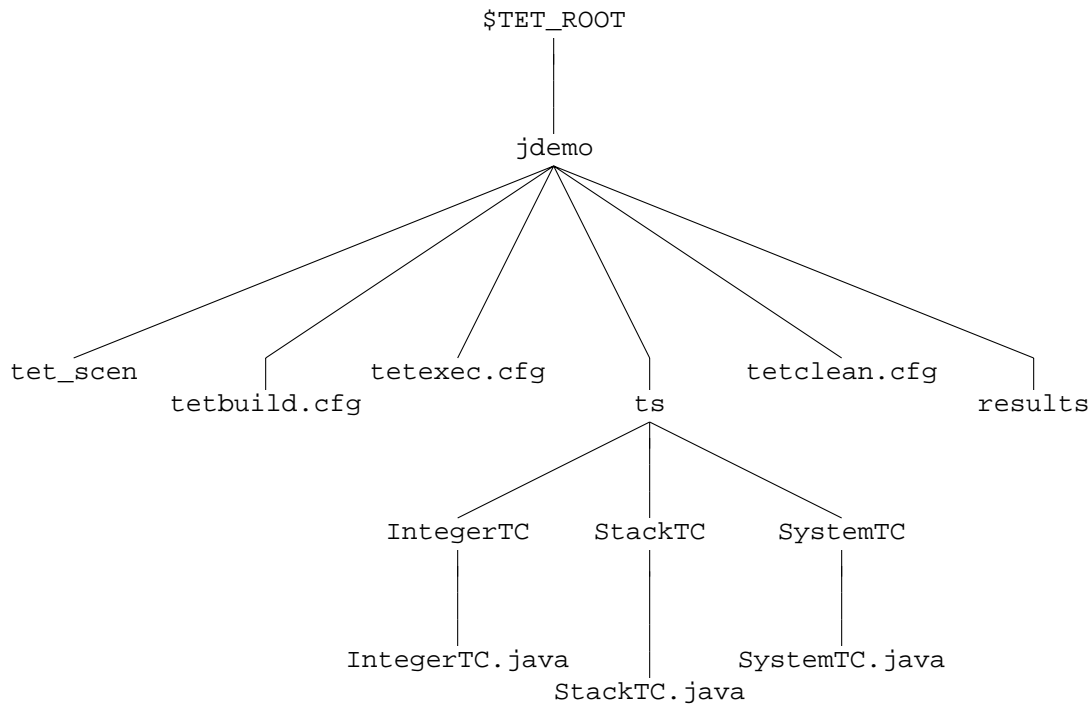 $TET_ROOT
jdemo
tet_scen
tetbuild.cfg
tetexec.cfg
ts
tetclean.cfg
results
IntegerTC
StackTC
SystemTC
IntegerTC.java
StackTC.java
SystemTC.java